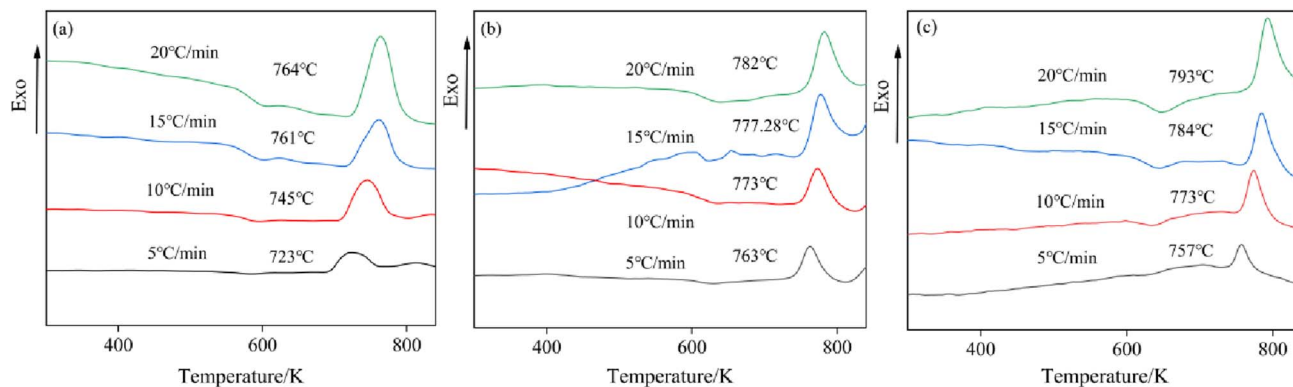 (a)
Exo
20℃/min
764℃
15℃/min
761℃
10℃/min
745℃
5℃/min
723℃
400
600
800
Temperature/K
(b)
Exo
20℃/min
782℃
15℃/min
777.28℃
773℃
10℃/min
5℃/min
763℃
400
600
800
Temperature/K
(c)
Exo
20℃/min
793℃
15℃/min
784℃
10℃/min
773℃
5℃/min
757℃
400
600
800
Temperature/K